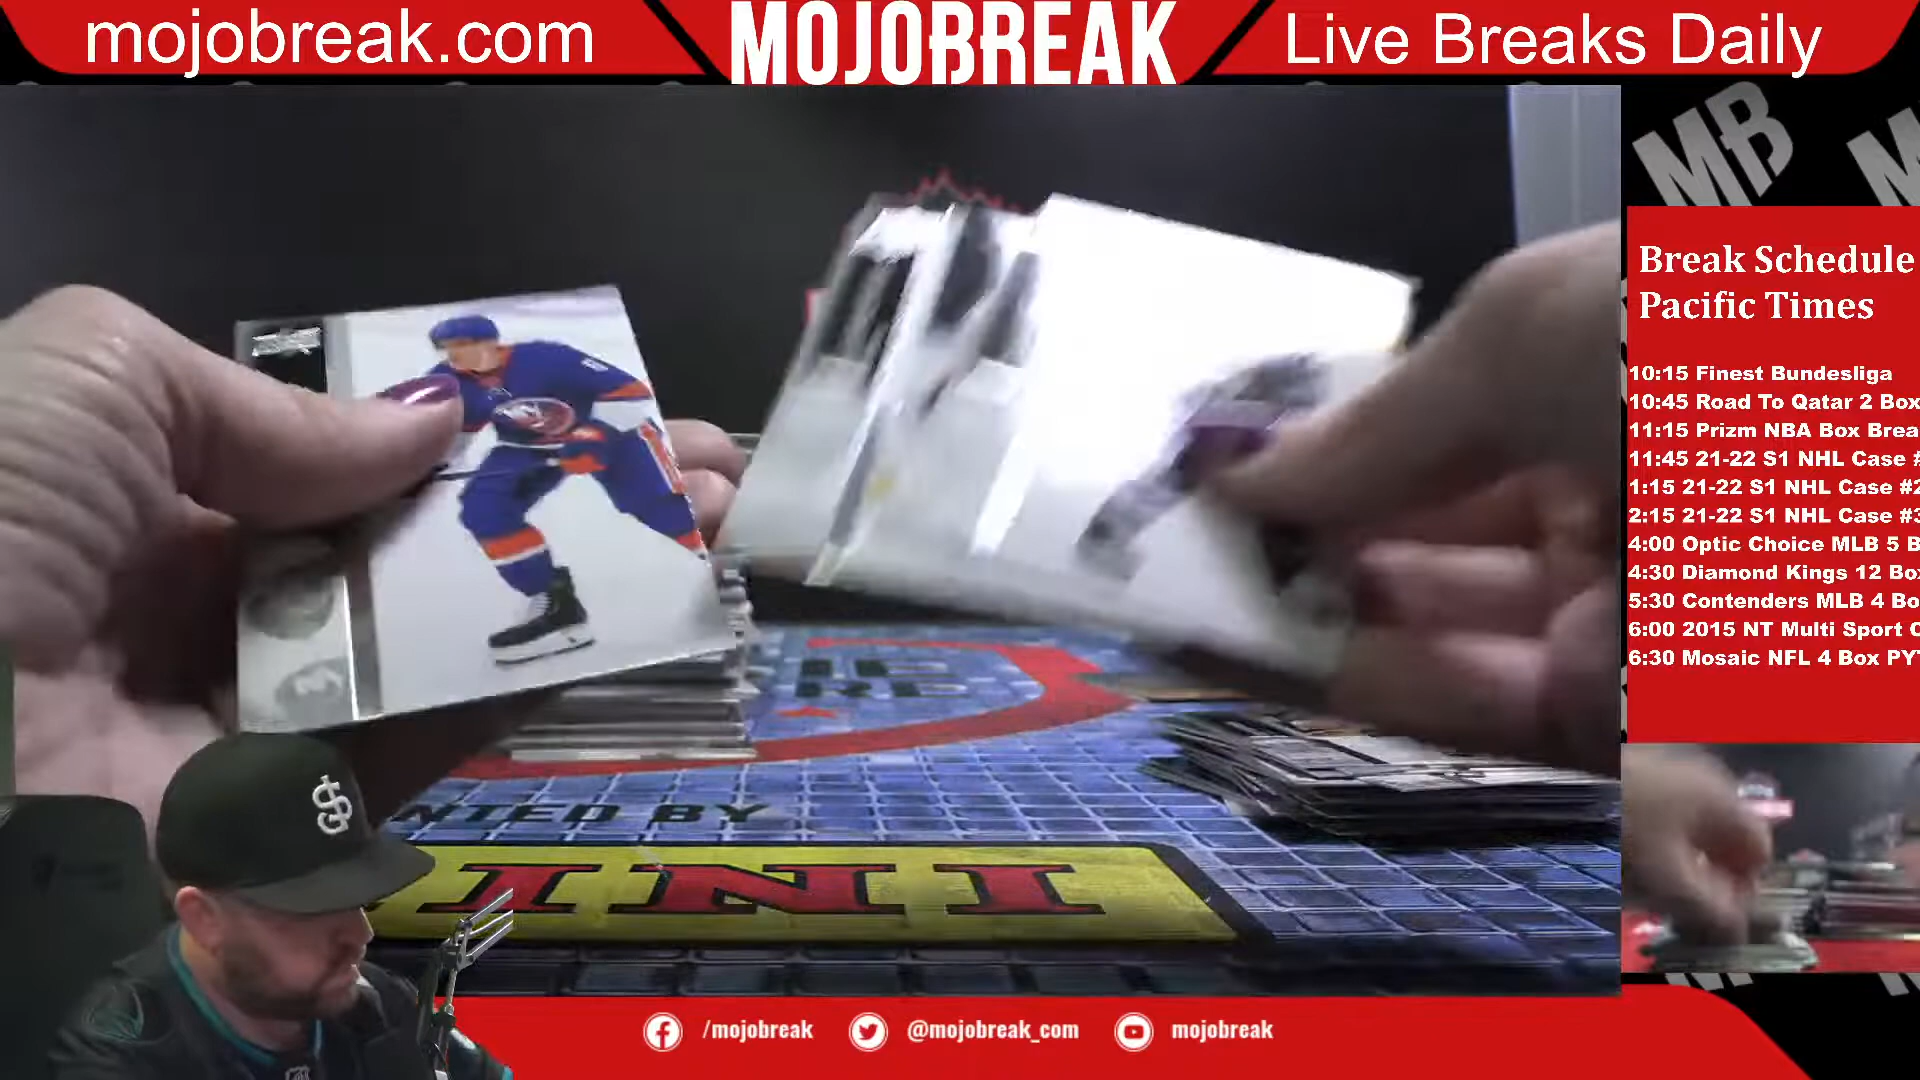 mojobreak.com
MOJOBREAK
Live Breaks Daily
MB
Break Schedule
Pacific Times
10:15 Finest Bundesliga
10:45 Road To Qatar 2 Box
11:15 Prizm NBA Box Brea
11:45 21-22 S1 NHL Case #
1:15 21-22 S1 NHL Case #2
2:15 21-22 S1 NHL Case #3
4:00 Optic Choice MLB 5 B
4:30 Diamond Kings 12 Box
5:30 Contenders MLB 4 Bo
6:00 2015 NT Multi Sport C
6:30 Mosaic NFL 4 Box PYT
NTED BY
INI
/mojobreak
@mojobreak_com
mojobreak